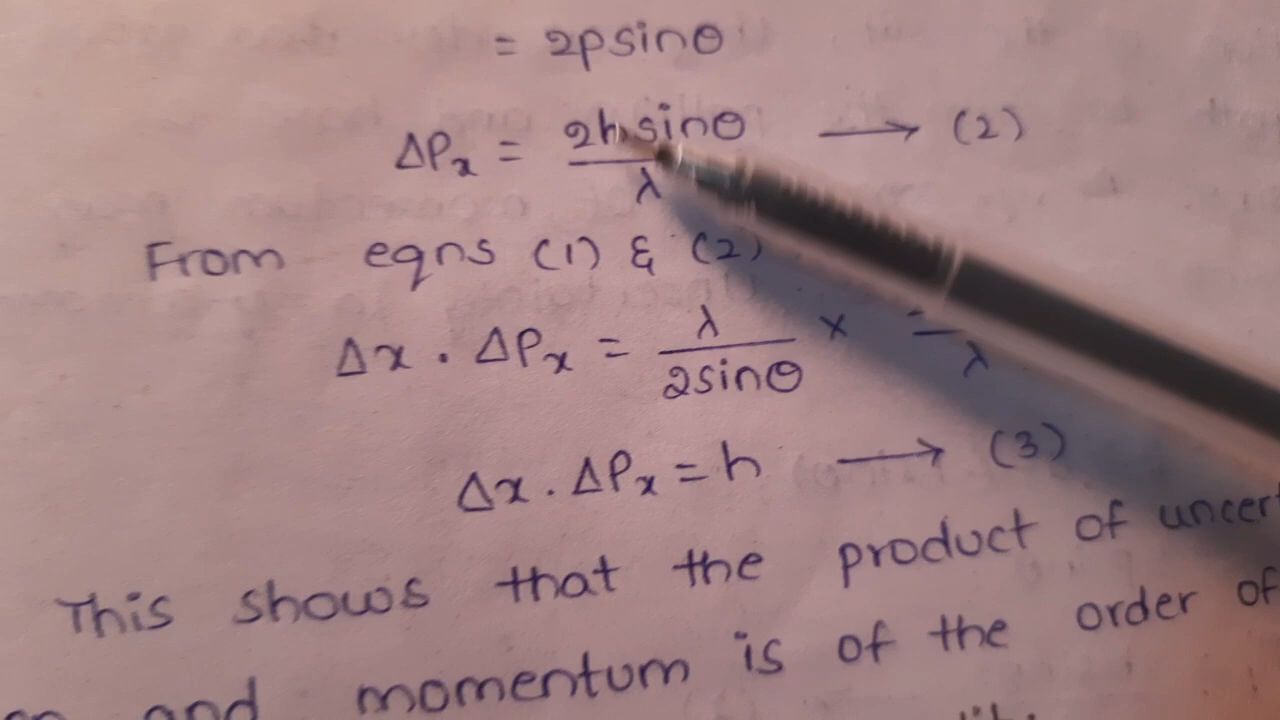 = 2psinθ
ΔPx = 2h sinθ / λ → (2)
From eqns (1) & (2)
Δx . ΔPx = λ / 2sinθ × / λ
Δx . ΔPx = h → (3)
This shows that the product of
and momentum is of the order of